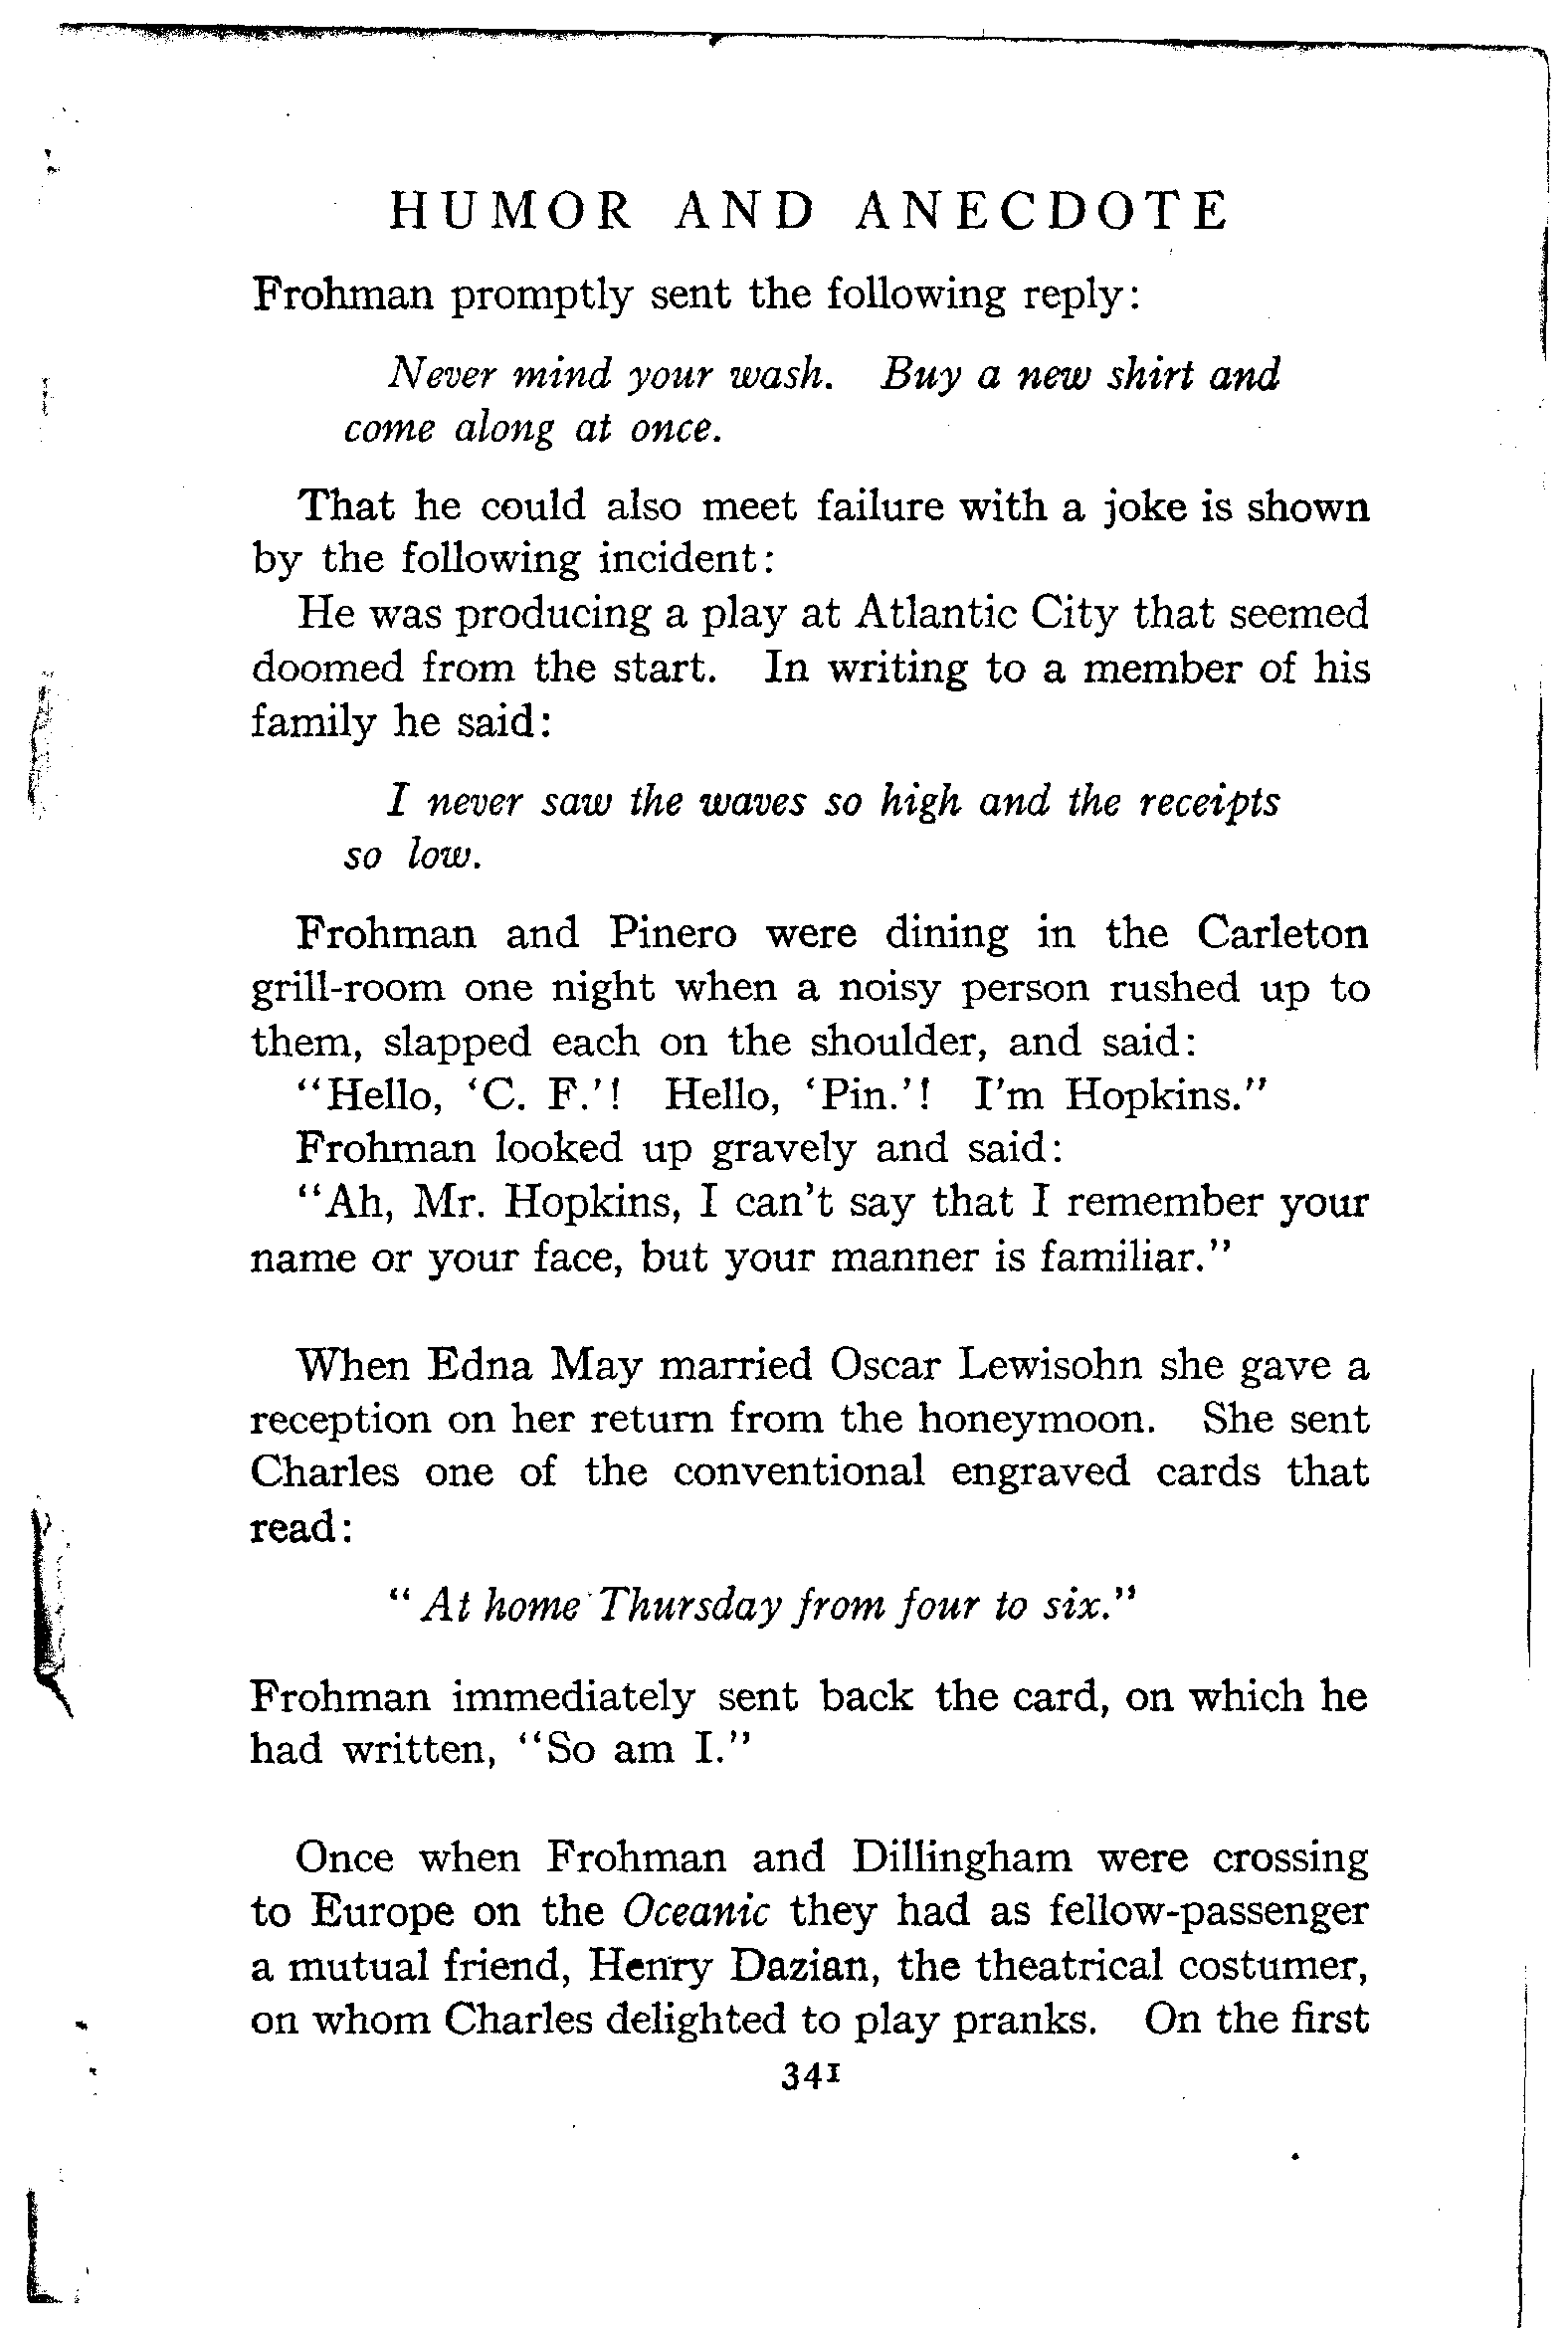 HUMOR AND ANECDOTE
Frohman promptly sent the following reply:
Never mind your wash. Buy a new shirt and
come along at once.
That he could also meet failure with a joke is shown
by the following incident:
He was producing a play at Atlantic City that seemed
doomed from the start. In writing to a member of his
family he said:
I never saw the waves so high and the receipts
so low.
Frohman and Pinero were dining in the Carleton
grill-room one night when a noisy person rushed up to
them, slapped each on the shoulder, and said:
"Hello, 'C. F.'! Hello, 'Pin.'! I'm Hopkins."
Frohman looked up gravely and said:
"Ah, Mr. Hopkins, I can't say that I remember your
name or your face, but your manner is familiar."
When Edna May married Oscar Lewisohn she gave a
reception on her return from the honeymoon. She sent
Charles one of the conventional engraved cards that
read:
"At home Thursday from four to six."
Frohman immediately sent back the card, on which he
had written, "So am I."
Once when Frohman and Dillingham were crossing
to Europe on the Oceanic they had as fellow-passenger
a mutual friend, Henry Dazian, the theatrical costumer,
on whom Charles delighted to play pranks. On the first
341